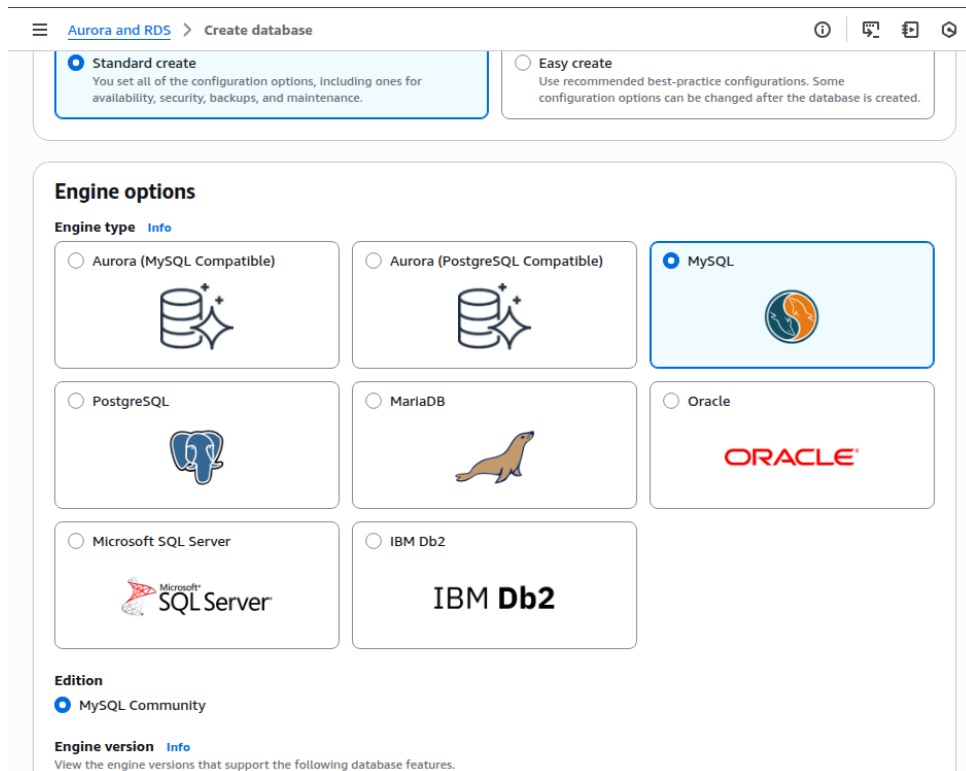 Aurora and RDS > Create database
Standard create
You set all of the configuration options, including ones for
availability, security, backups, and maintenance.
Easy create
Use recommended best-practice configurations. Some
configuration options can be changed after the database is created.
Engine options
Engine type Info
Aurora (MySQL Compatible)
Aurora (PostgreSQL Compatible)
MySQL
PostgreSQL
MariaDB
Oracle
ORACLE
Microsoft SQL Server
Microsoft
SQL Server
IBM Db2
IBM Db2
Edition
MySQL Community
Engine version Info
View the engine versions that support the following database features.